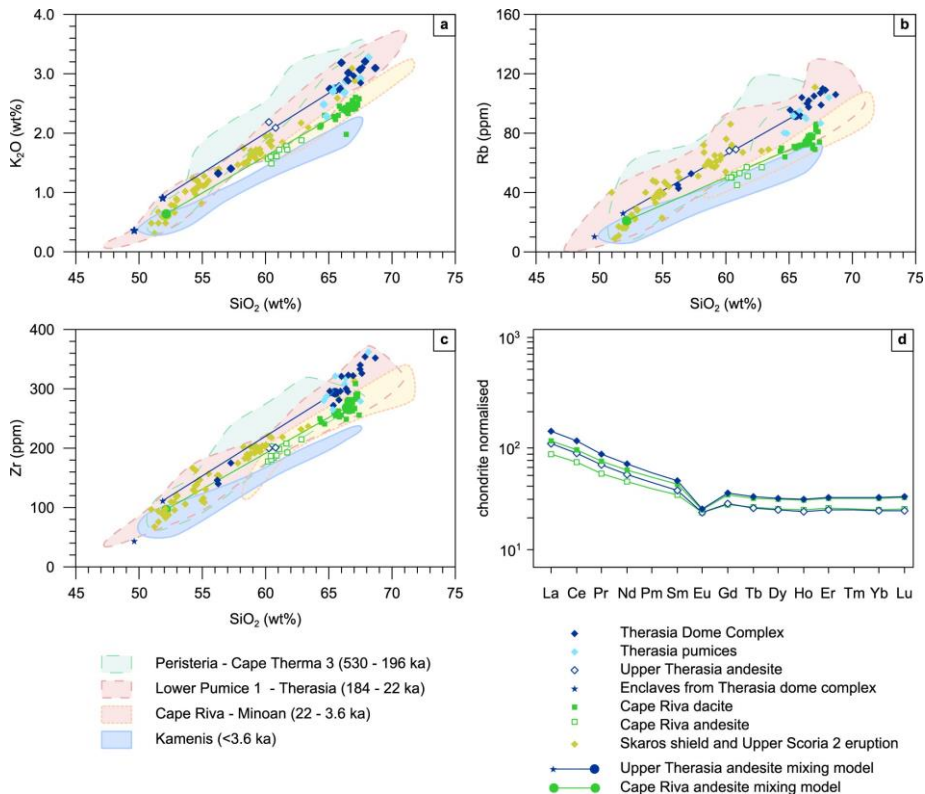 4.0
3.0
2.0
1.0
0.0
K₂O (wt%)
a
45
50
55
60
65
70
75
SiO₂ (wt%)
160
120
80
40
0
Rb (ppm)
b
45
50
55
60
65
70
75
SiO₂ (wt%)
400
300
200
100
0
Zr (ppm)
c
45
50
55
60
65
70
75
SiO₂ (wt%)
10³
10²
10¹
chondrite normalised
d
La Ce Pr Nd Pm Sm Eu Gd Tb Dy Ho Er Tm Yb Lu
Peristeria - Cape Therma 3 (530 - 196 ka)
Lower Pumice 1 - Therasia (184 - 22 ka)
Cape Riva - Minoan (22 - 3.6 ka)
Kamenis (<3.6 ka)
Therasia Dome Complex
Therasia pumices
Upper Therasia andesite
Enclaves from Therasia dome complex
Cape Riva dacite
Cape Riva andesite
Skaros shield and Upper Scoria 2 eruption
Upper Therasia andesite mixing model
Cape Riva andesite mixing model